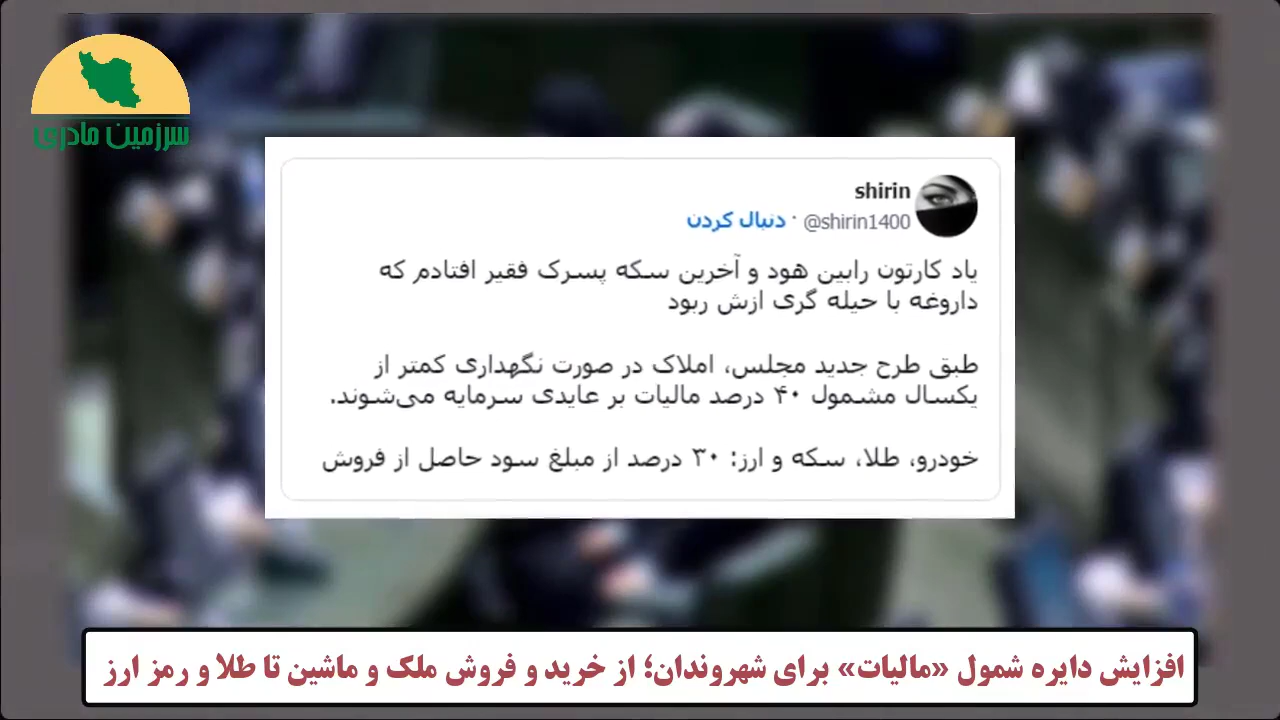 سرزمین مادری
shirin
@shirin1400 · دنبال کردن
یاد کارتون رابین هود و آخرین سکه پسرک فقیر افتادم که
داروغه با حیله گری ازش ربود
طبق طرح جدید مجلس، املاک در صورت نگهداری کمتر از
یکسال مشمول ۴۰ درصد مالیات بر عایدی سرمایه می‌شوند.
خودرو، طلا، سکه و ارز: ۳۰ درصد از مبلغ سود حاصل از فروش
افزایش دایره شمول «مالیات» برای شهروندان؛ از خرید و فروش ملک و ماشین تا طلا و رمز ارز